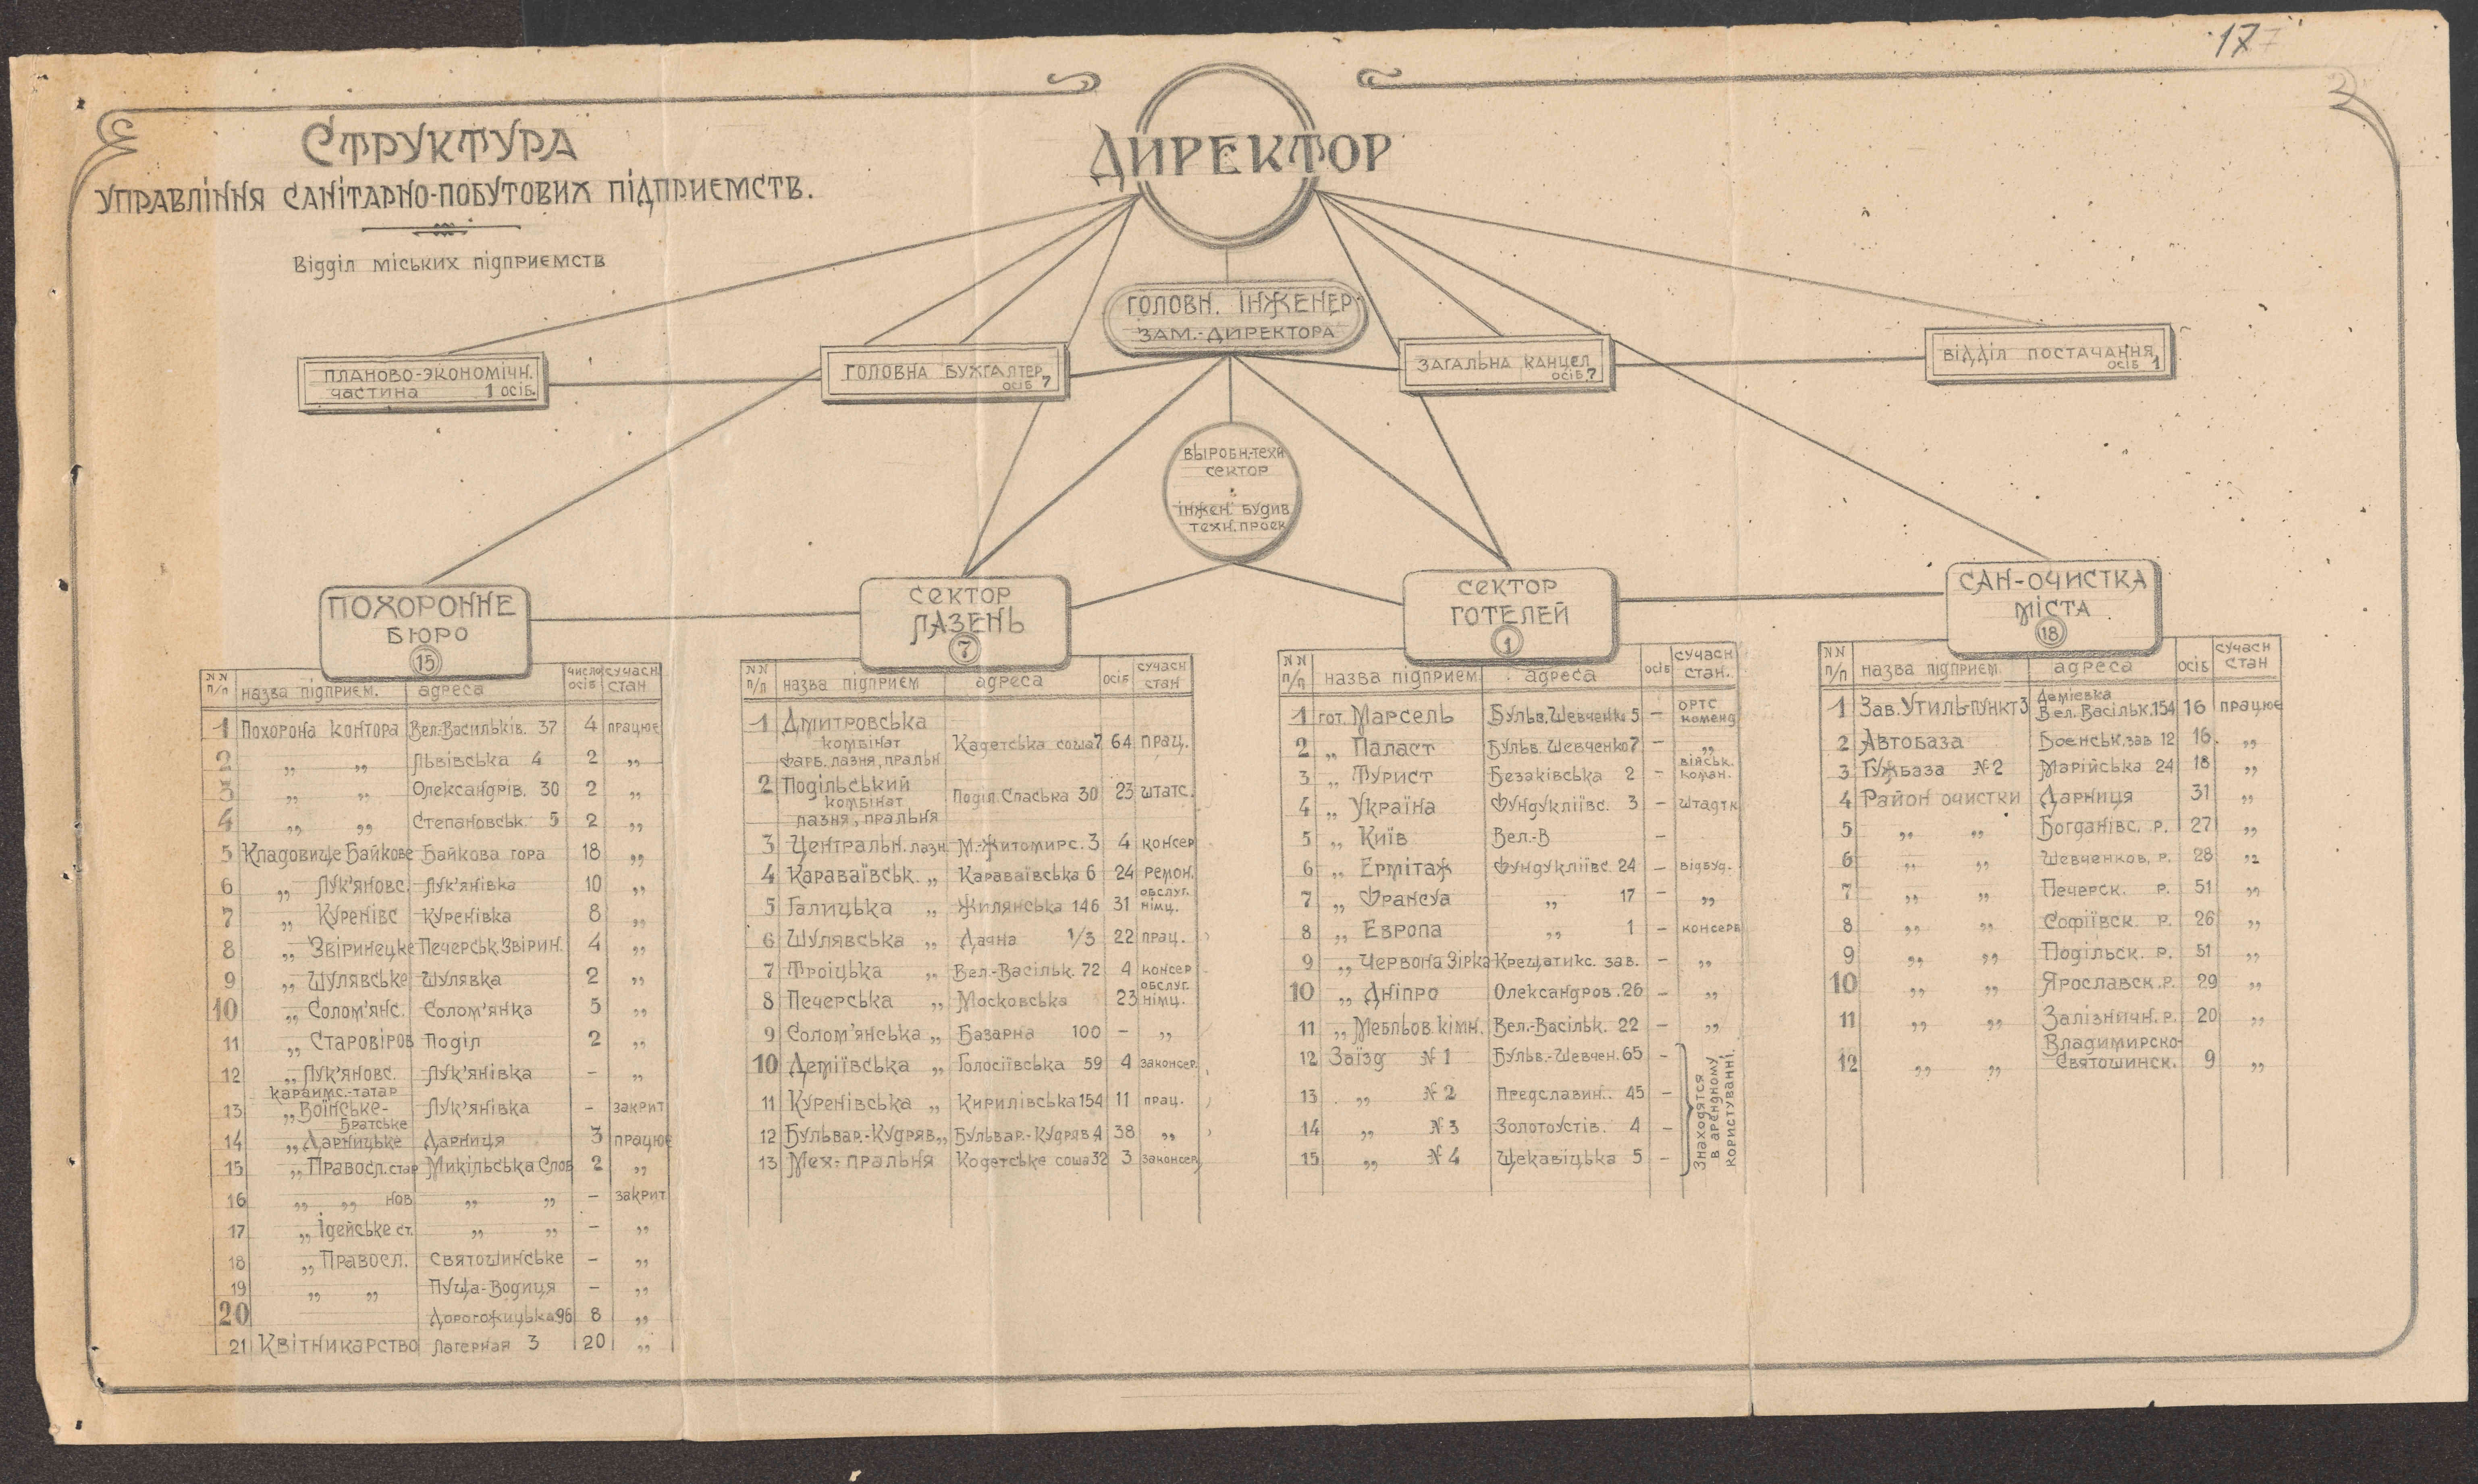 177
СТРУКТУРА
УПРАВЛІННЯ САНІТАРНО-ПОБУТОВИХ ПІДПРИЄМСТВ.
Відділ міських підприємств
ДИРЕКТОР
ГОЛОВН. ІНЖЕНЕР
ЗАМ.-ДИРЕКТОРА
ПЛАНОВО-ЭКОНОМІЧН.
частина 1 осіб.
ГОЛОВНА БУХГАЛТЕР.
осіб 7
ЗАГАЛЬНА КАНЦЕЛ
осіб 7
ВІДДІЛ ПОСТАЧАННЯ
осіб 1
ВЫРОБН-ТЕХН
СЕКТОР
ІНЖЕН. БУДИВ
ТЕХН. ПРОЕК
ПОХОРОННЕ
БЮРО
15
NN п/п назва підприєм. адреса число осіб сучасн стан
1 Похорона контора Вел-Васильків. 37 4 працює
2 „ „ Львівська 4 2 „
3 „ „ Олександрів. 30 2 „
4 „ „ Степановськ. 5 2 „
5 Кладовище Байкове Байкова гора 18 „
6 „ Лук'яновс. Лук'янівка 10 „
7 „ Куренівс Куренівка 8 „
8 „ Звіринецке Печерськ. Звірин. 4 „
9 „ Шулявське Шулявка 2 „
10 „ Солом'янс. Солом'янка 5 „
11 „ Старовіров Поділ 2 „
12 „ Лук'яновс. Лук'янівка – „
караимс.-татар
13 „ Воїнське- Лук'янівка – закрит
Братське
14 „ Дарницьке Дарниця 3 працює
15 „ Правосл. стар Микільська Слоб 2 „
16 „ „ нов „ „ – закрит
17 „ Ідейське ст. „ „ – „
18 „ Правосл. Святошинське – „
19 „ „ Пуща-Водиця – „
20 Дорогожицька 96 8 „
21 Квітникарство Лагерная 3 20 „
СЕКТОР
ЛАЗЕНЬ
7
NN п/п назва підприєм адреса осіб сучасн стан
1 Дмитровська
комбінат Кадетська соша 7 64 прац.
фарб. лазня, пральн
2 Подільський
комбінат Поділ. Спаська 30 23 штатс.
лазня, пральня
3 Центральн. лазн М.-Житомирс. 3 4 консер
4 Караваївськ. „ Караваївська 6 24 ремон.
5 Галицька „ Жилянська 146 31 обслуг. німц.
6 Шулявська „ Дачна 1/3 22 прац.
7 Троїцька „ Вел-Васільк. 72 4 консер
8 Печерська „ Московська 23 обслуг. німц.
9 Солом'янська „ Базарна 100 – „
10 Деміївська „ Голосіївська 59 4 законсер.
11 Куренівська „ Кирилівська 154 11 прац.
12 Бульвар.-Кудряв „ Бульвар.-Кудряв 4 38 „
13 Мех- пральня Кодетське соша 32 3 законсер
СЕКТОР
ГОТЕЛЕЙ
1
NN п/п назва підприєм. адреса осіб сучасн стан.
1 гот. Марсель Бульв. Шевченко 5 – ОРТС коменд
2 „ Паласт Бульв. Шевченко 7 – „
3 „ Турист Безаківська 2 – військ. коман.
4 „ Україна Фундукліївс. 3 – штадтк
5 „ Київ Вел.-В –
6 „ Ермітаж Фундукліївс 24 – відбуд.
7 „ Франсуа „ 17 – „
8 „ Европа „ 1 – консерв
9 „ Червона Зірка Крещатикс. зав. – „
10 „ Дніпро Олександров. 26 – „
11 „ Мебльов. кімн. Вел.-Васільк. 22 – „
12 Заїзд N 1 Бульв.-Шевчен. 65 –
13 „ N 2 Предславин. 45 –
14 „ N 3 Золотоустів. 4 –
15 „ N 4 Щекавіцька 5 –
Знаходятся
в арендному
користуванні.
САН-ОЧИСТКА
МІСТА
18
NN п/п назва підприєм. адреса осіб сучасн стан
1 Зав. Утиль-пункт 3 Деміевка Вел. Васільк. 154 16 працює
2 Автобаза Боенськ. зав 12 16. „
3 Гужбаза N 2 Марійська 24 18 „
4 Район очистки Дарниця 31 „
5 „ „ Богданівс. р. 27 „
6 „ „ Шевченков. р. 28 „
7 „ „ Печерск. р. 51 „
8 „ „ Софіївск. р. 26 „
9 „ „ Подільск. р. 51 „
10 „ „ Ярославск. р. 29 „
11 „ „ Залізничн. р. 20 „
12 „ „ Владимирско- Святошинск. 9 „